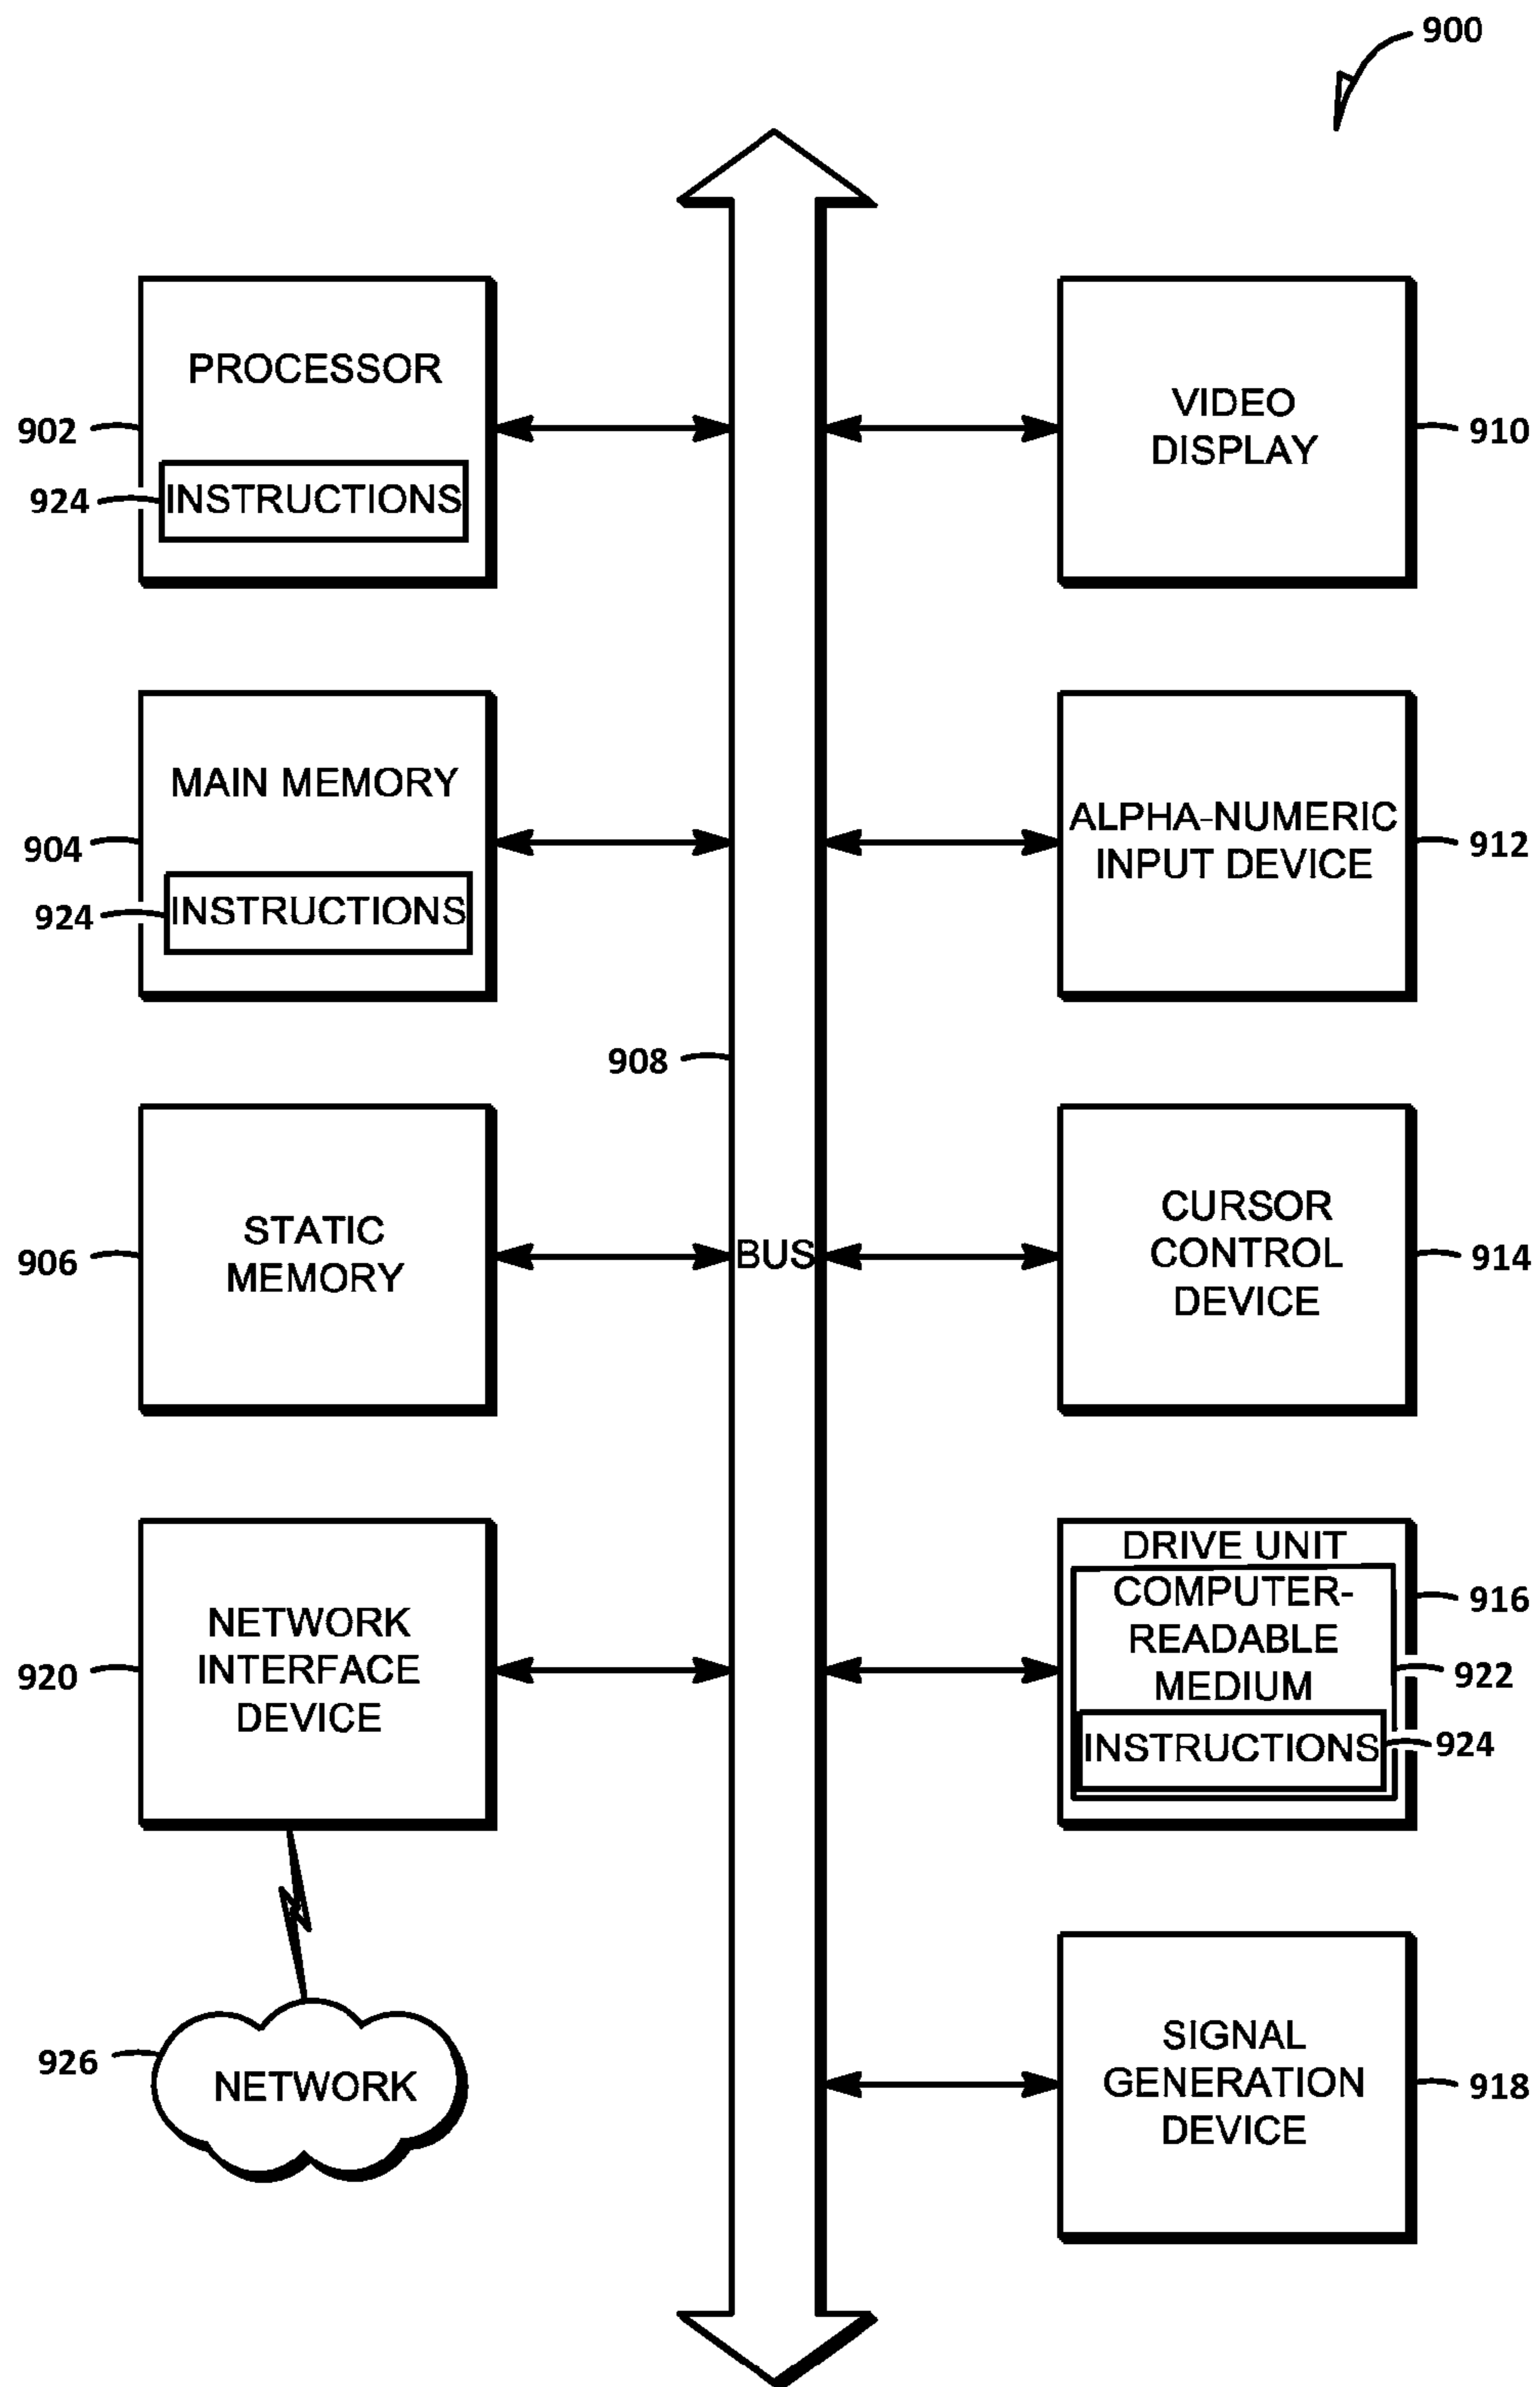 900
PROCESSOR
902
924
INSTRUCTIONS
VIDEO
DISPLAY
910
MAIN MEMORY
904
924
INSTRUCTIONS
ALPHA-NUMERIC
INPUT DEVICE
912
908
STATIC
MEMORY
906
BUS
CURSOR
CONTROL
DEVICE
914
NETWORK
INTERFACE
DEVICE
920
DRIVE UNIT
COMPUTER-
READABLE
MEDIUM
916
922
INSTRUCTIONS
924
926
NETWORK
SIGNAL
GENERATION
DEVICE
918